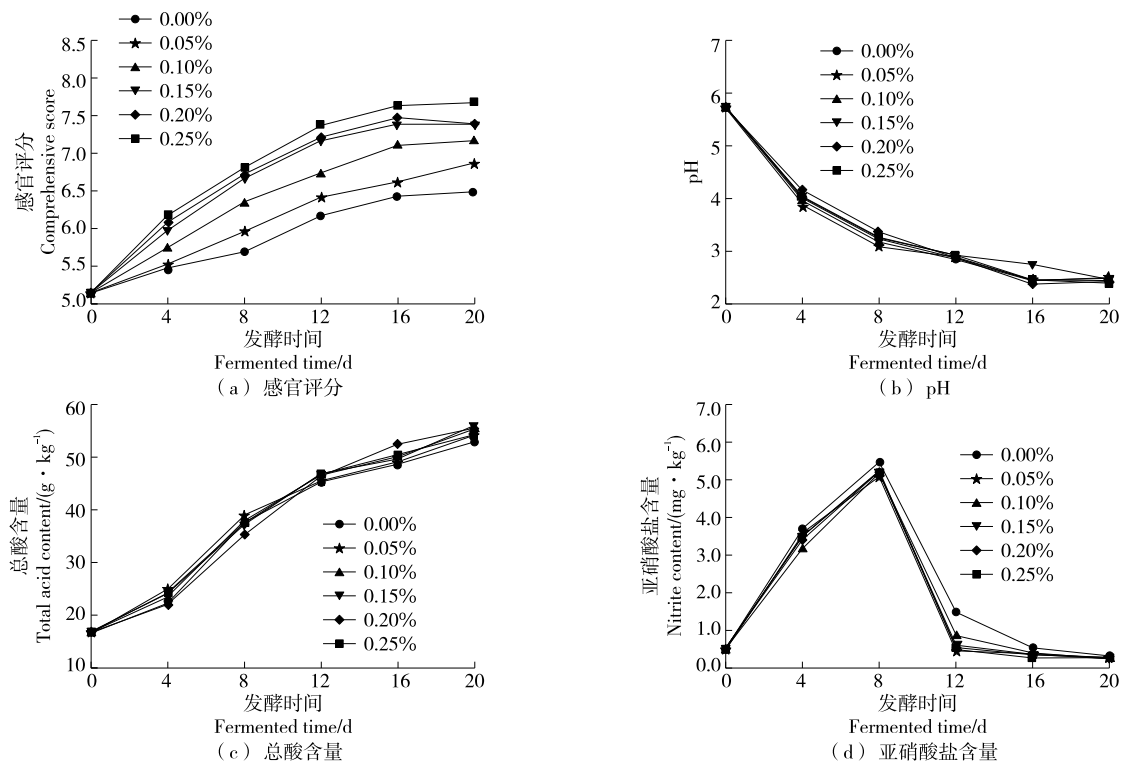 0.00%
0.05%
0.10%
0.15%
0.20%
0.25%
8.5
8.0
7.5
7.0
6.5
6.0
5.5
5.0
感官评分
Comprehensive score
0 4 8 12 16 20
发酵时间
Fermented time/d
（a）感官评分
0.00%
0.05%
0.10%
0.15%
0.20%
0.25%
7
6
5
4
3
2
pH
0 4 8 12 16 20
发酵时间
Fermented time/d
（b）pH
60
50
40
30
20
10
总酸含量
Total acid content/(g·kg⁻¹)
0.00%
0.05%
0.10%
0.15%
0.20%
0.25%
0 4 8 12 16 20
发酵时间
Fermented time/d
（c）总酸含量
7.0
6.0
5.0
4.0
3.0
2.0
1.0
0.0
亚硝酸盐含量
Nitrite content/(mg·kg⁻¹)
0.00%
0.05%
0.10%
0.15%
0.20%
0.25%
0 4 8 12 16 20
发酵时间
Fermented time/d
（d）亚硝酸盐含量